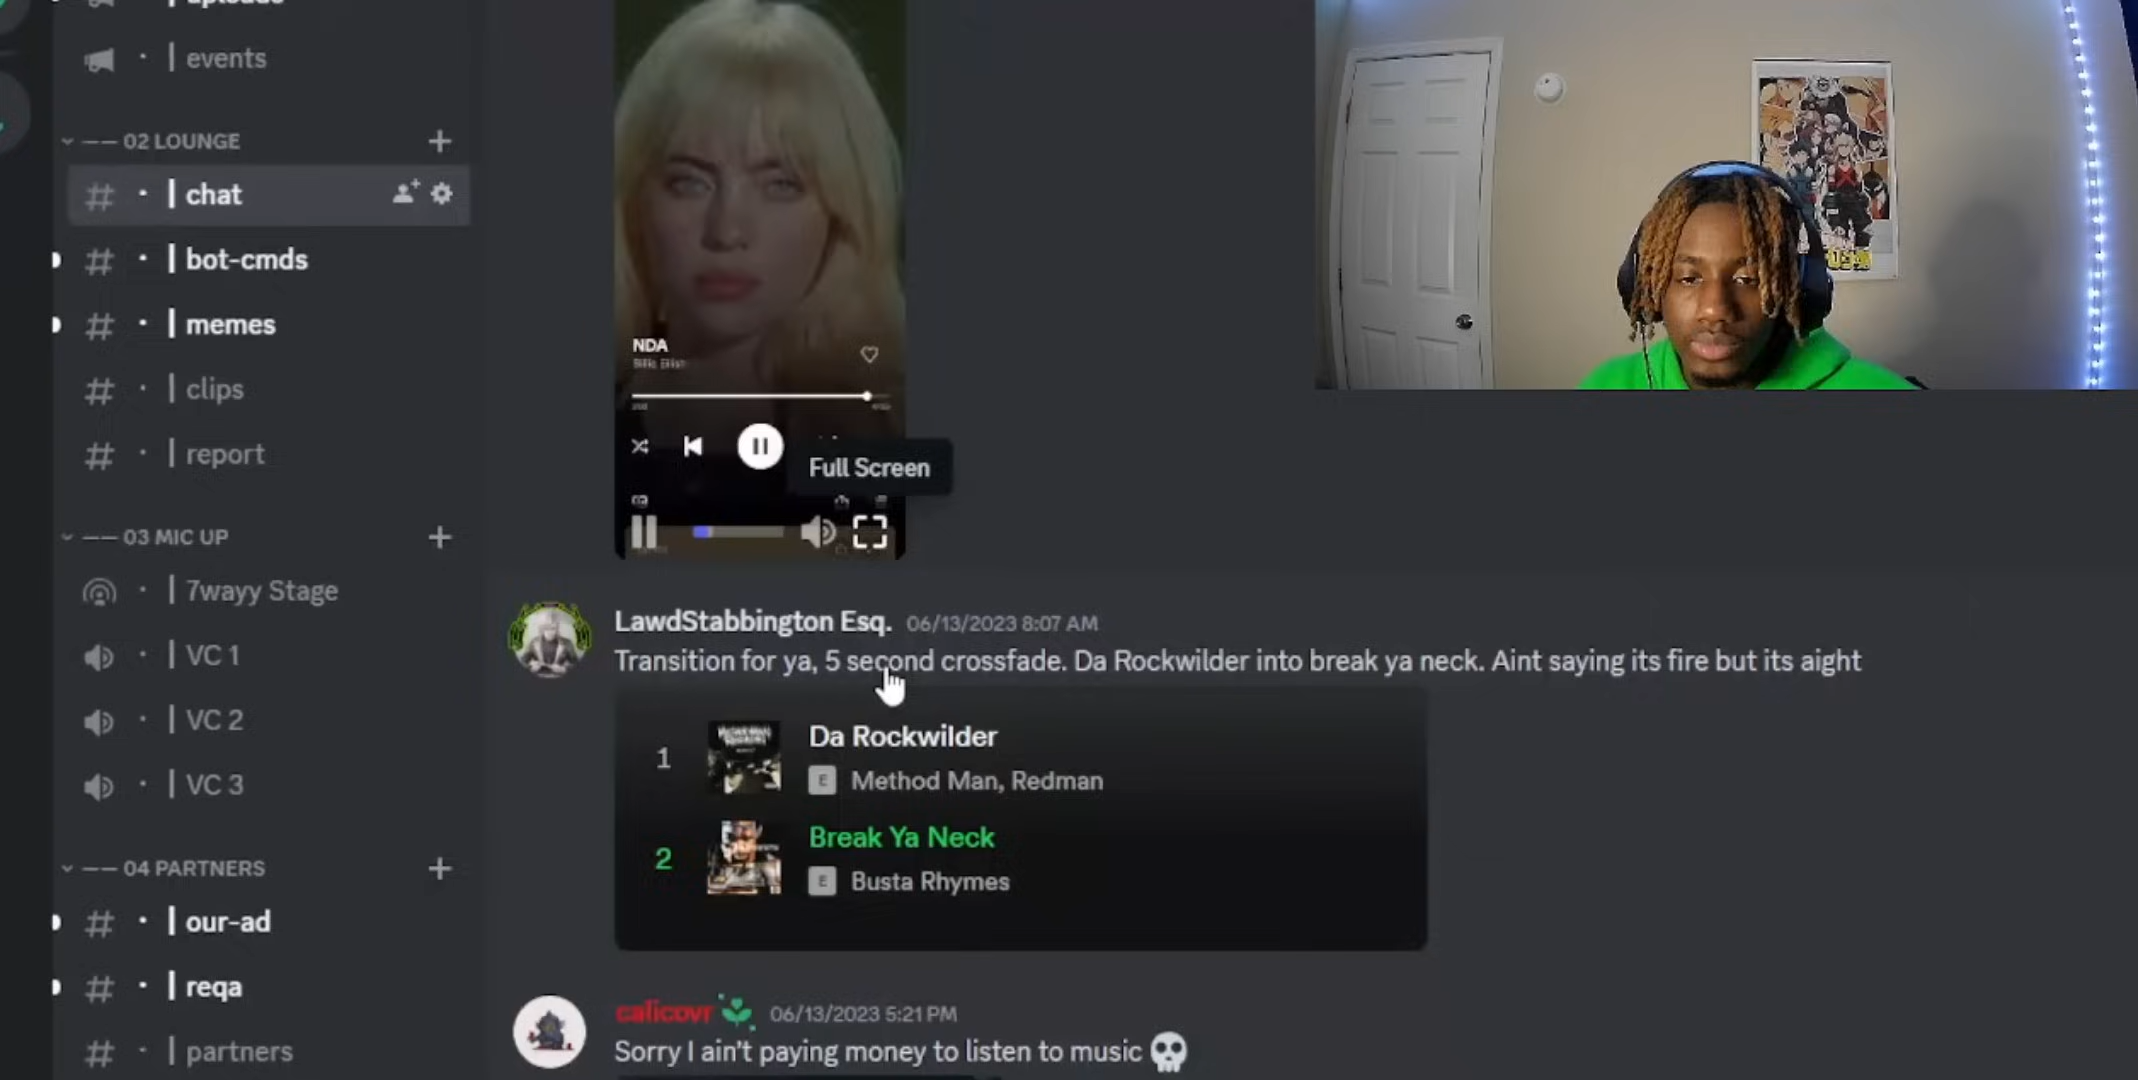 uploads
events
02 LOUNGE
chat
bot-cmds
memes
clips
report
03 MIC UP
7wayy Stage
VC 1
VC 2
VC 3
04 PARTNERS
our-ad
reqa
partners
NDA
Full Screen
LawdStabbington Esq. 06/13/2023 8:07 AM
Transition for ya, 5 second crossfade. Da Rockwilder into break ya neck. Aint saying its fire but its aight
1
Da Rockwilder
E Method Man, Redman
2
Break Ya Neck
E Busta Rhymes
calicovr 06/13/2023 5:21 PM
Sorry I ain't paying money to listen to music